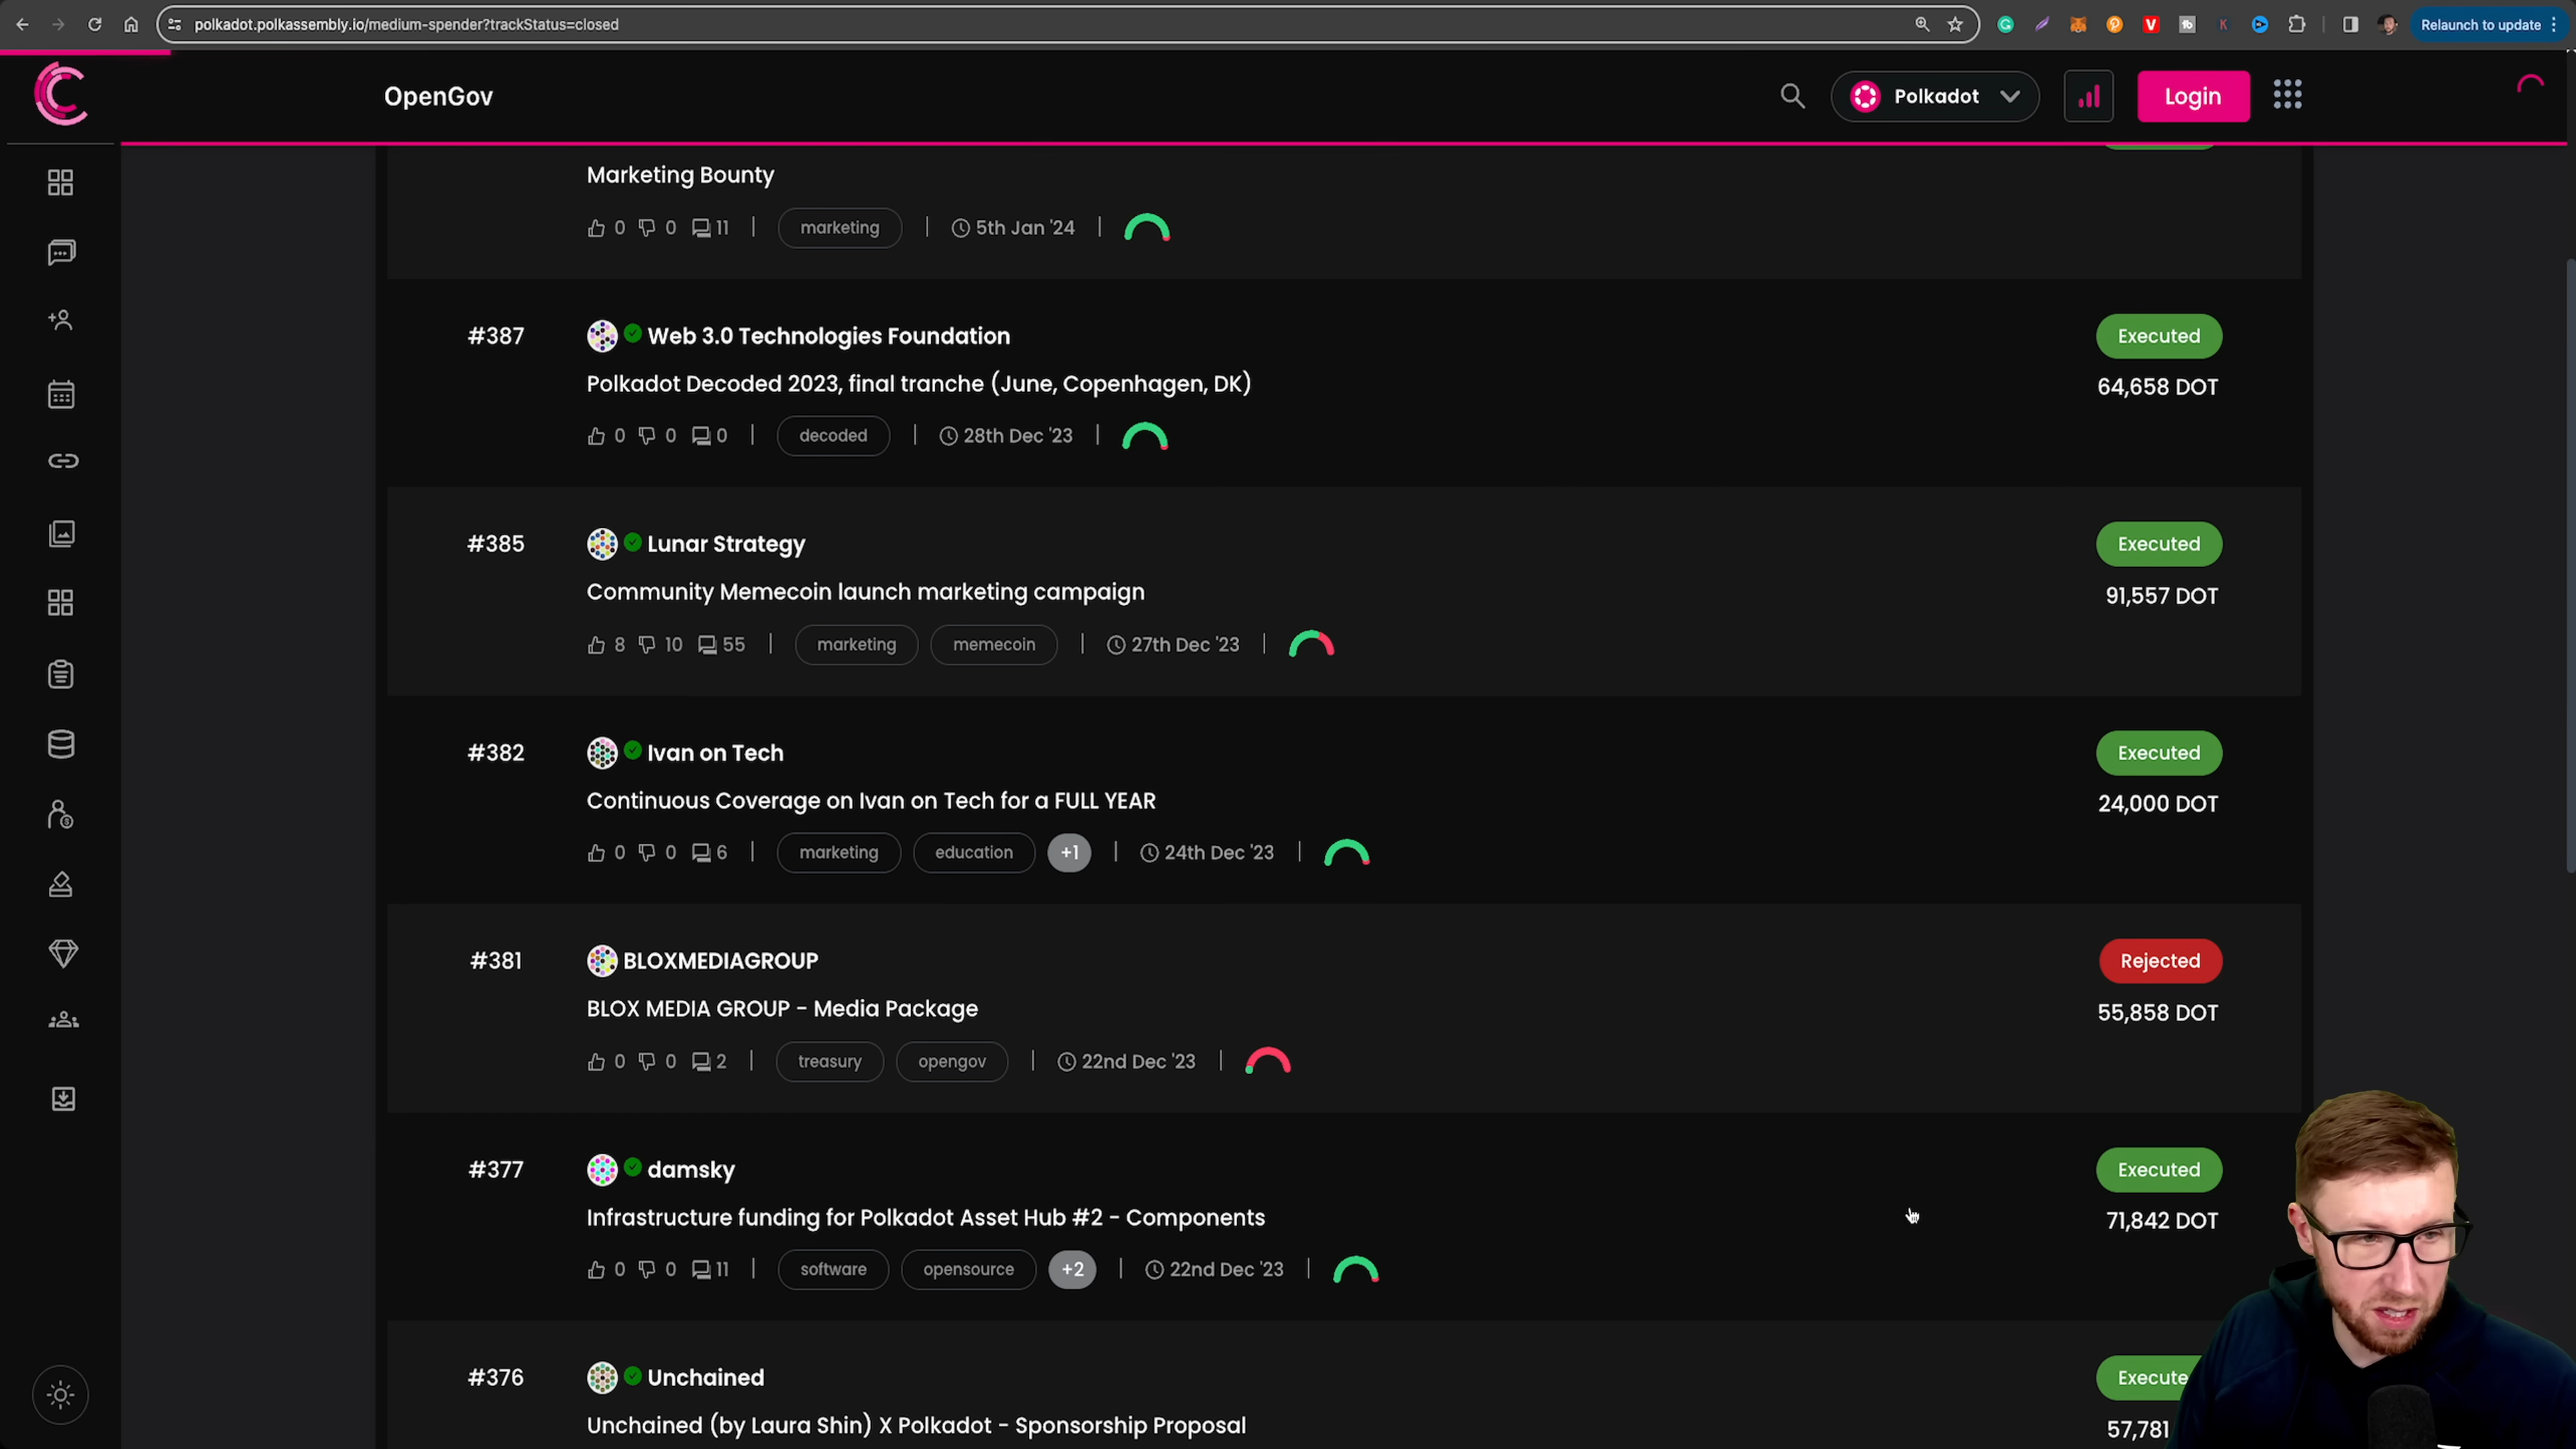 polkadot.polkassembly.io/medium-spender?trackStatus=closed
Relaunch to update
OpenGov
Polkadot
Login
Marketing Bounty
0 0 11 | marketing | 5th Jan '24 |
#387 Web 3.0 Technologies Foundation Executed
Polkadot Decoded 2023, final tranche (June, Copenhagen, DK) 64,658 DOT
0 0 0 | decoded | 28th Dec '23 |
#385 Lunar Strategy Executed
Community Memecoin launch marketing campaign 91,557 DOT
8 10 55 | marketing memecoin | 27th Dec '23 |
#382 Ivan on Tech Executed
Continuous Coverage on Ivan on Tech for a FULL YEAR 24,000 DOT
0 0 6 | marketing education +1 | 24th Dec '23 |
#381 BLOXMEDIAGROUP Rejected
BLOX MEDIA GROUP - Media Package 55,858 DOT
0 0 2 | treasury opengov | 22nd Dec '23 |
#377 damsky Executed
Infrastructure funding for Polkadot Asset Hub #2 - Components 71,842 DOT
0 0 11 | software opensource +2 | 22nd Dec '23 |
#376 Unchained Execute
Unchained (by Laura Shin) X Polkadot - Sponsorship Proposal 57,781